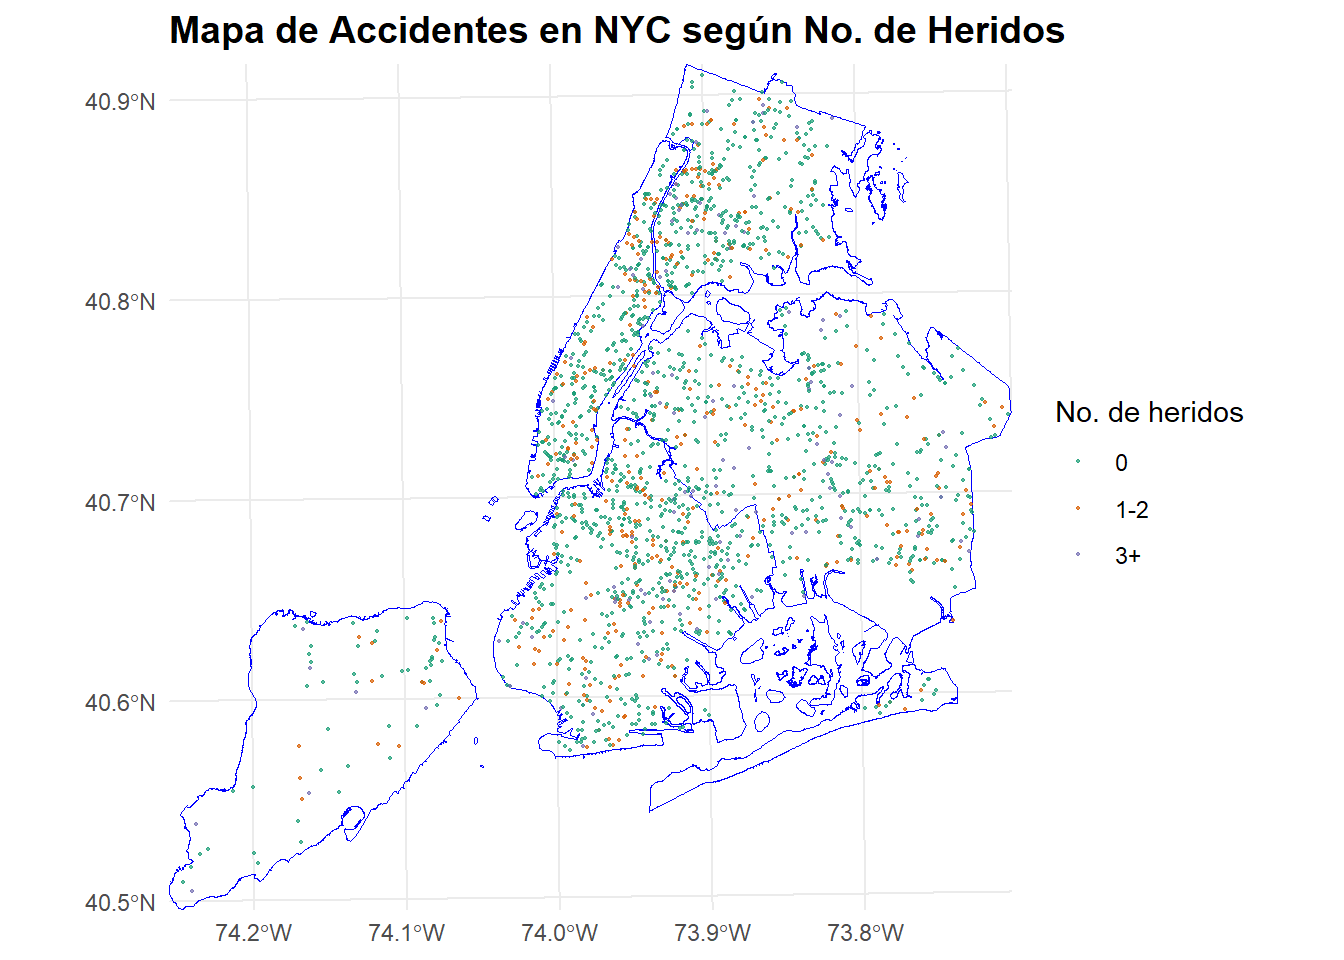 Mapa de Accidentes en NYC según No. de Heridos
40.9°N
40.8°N
40.7°N
40.6°N
40.5°N
74.2°W
74.1°W
74.0°W
73.9°W
73.8°W
No. de heridos
0
1-2
3+